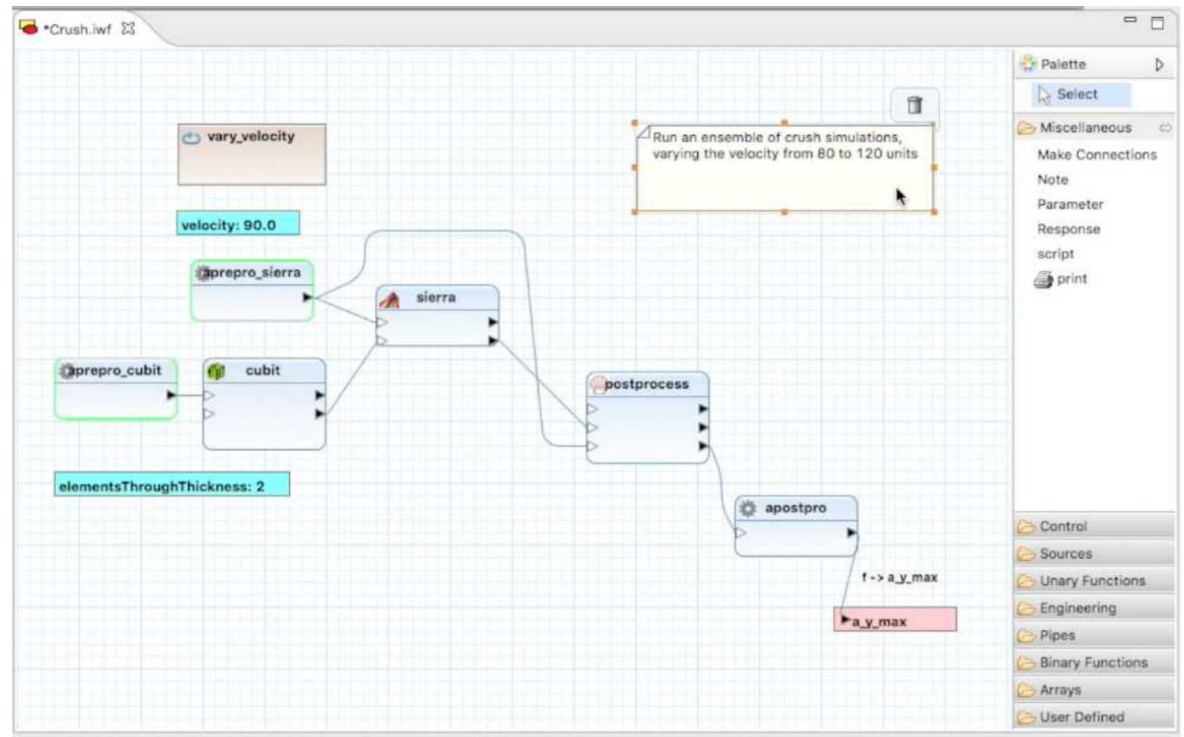 *Crush.iwf
Palette
Select
Miscellaneous
Make Connections
Note
Parameter
Response
script
print
vary_velocity
Run an ensemble of crush simulations,
varying the velocity from 80 to 120 units
velocity: 90.0
aprepro_sierra
sierra
aprepro_cubit
cubit
postprocess
elementsThroughThickness: 2
apostpro
f -> a_y_max
a_y_max
Control
Sources
Unary Functions
Engineering
Pipes
Binary Functions
Arrays
User Defined